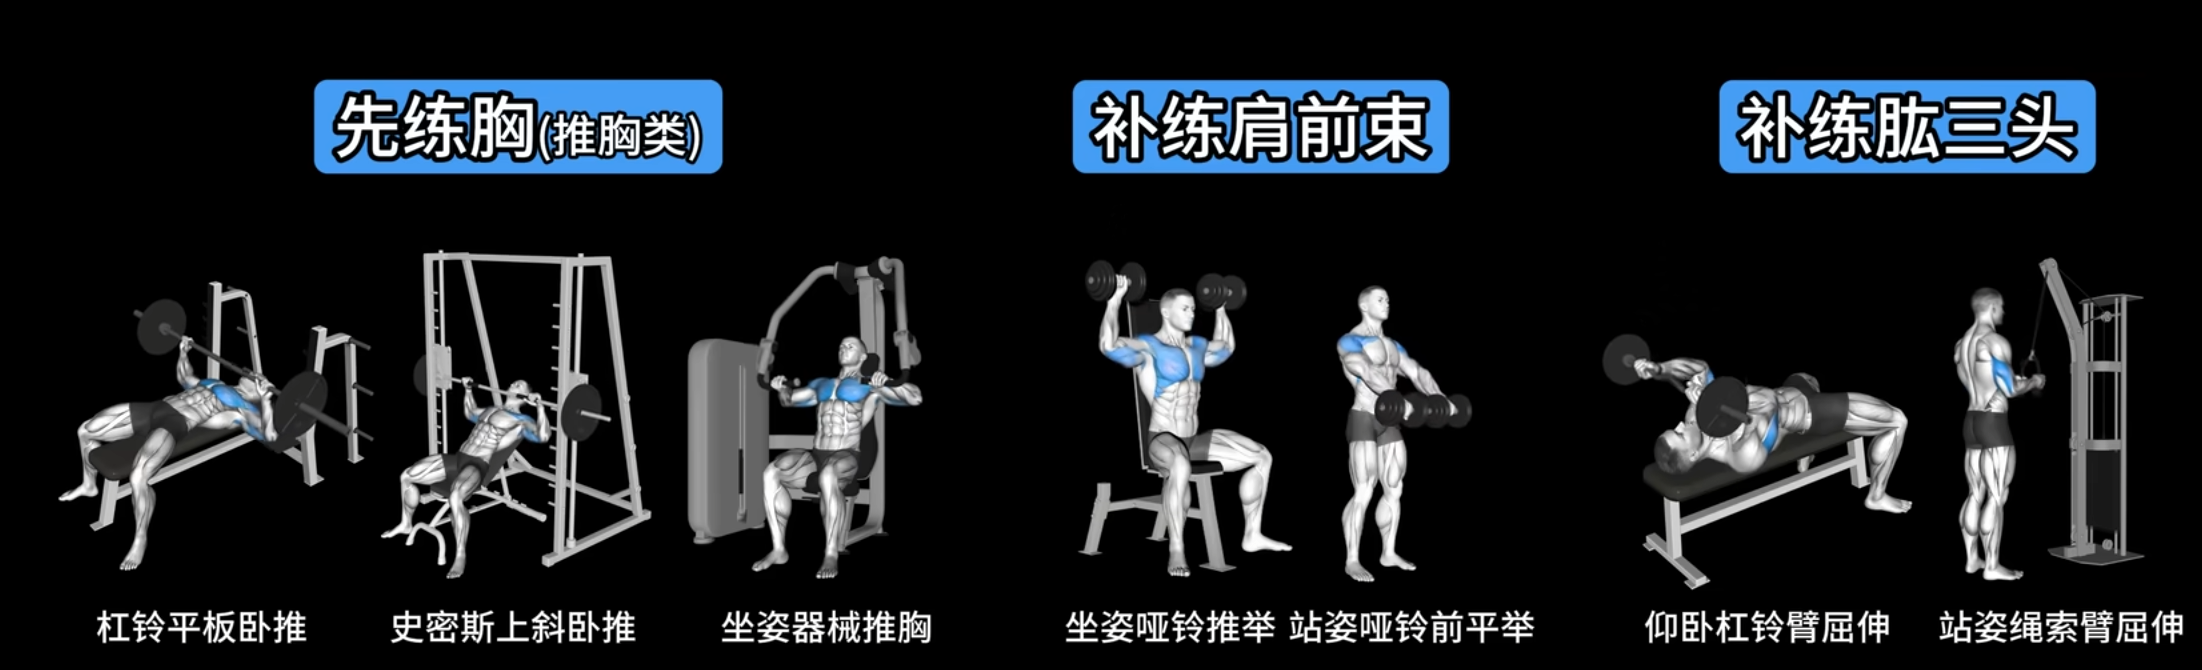 先练胸(推胸类)
补练肩前束
补练肱三头
杠铃平板卧推
史密斯上斜卧推
坐姿器械推胸
坐姿哑铃推举
站姿哑铃前平举
仰卧杠铃臂屈伸
站姿绳索臂屈伸